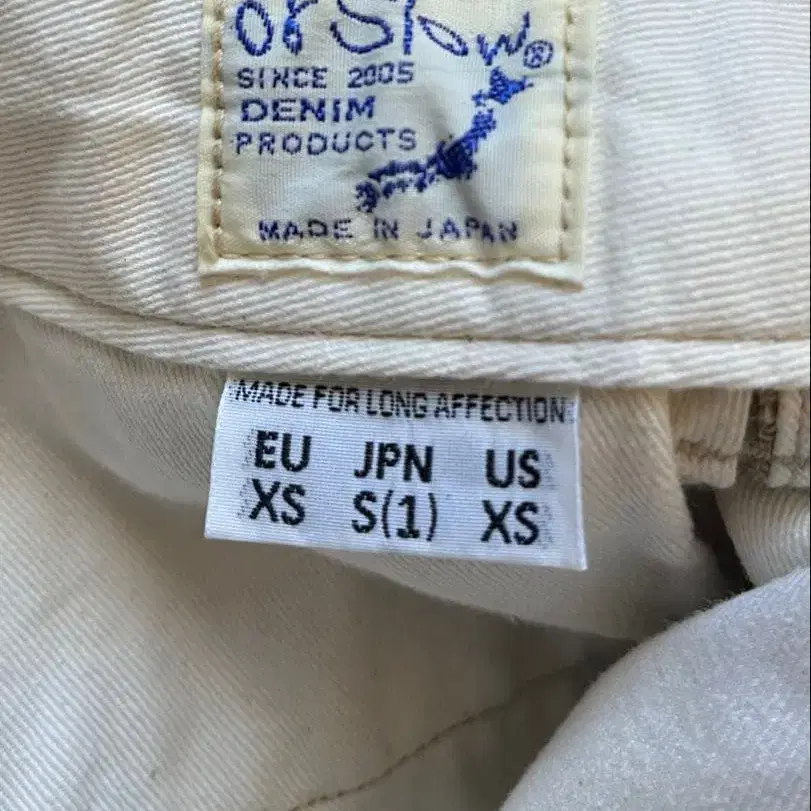 orSlow®
SINCE 2005
DENIM
PRODUCTS
MADE IN JAPAN
MADE FOR LONG AFFECTION
EU JPN US
XS S(1) XS